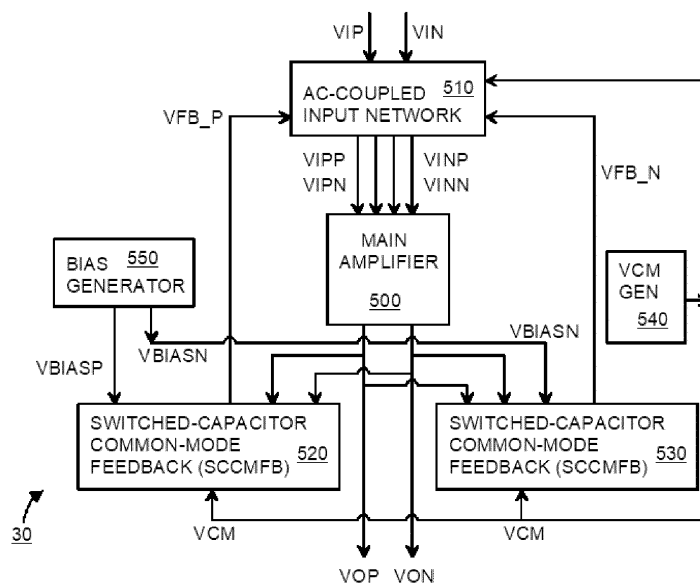 VIP VIN
AC-COUPLED 510
INPUT NETWORK
VFB_P
VIPP VINP
VIPN VINN
VFB_N
MAIN
AMPLIFIER
500
BIAS 550
GENERATOR
VCM
GEN
540
VBIASN
VBIASN
VBIASP
SWITCHED-CAPACITOR
COMMON-MODE 520
FEEDBACK (SCCMFB)
SWITCHED-CAPACITOR
COMMON-MODE 530
FEEDBACK (SCCMFB)
30
VCM VCM
VOP VON